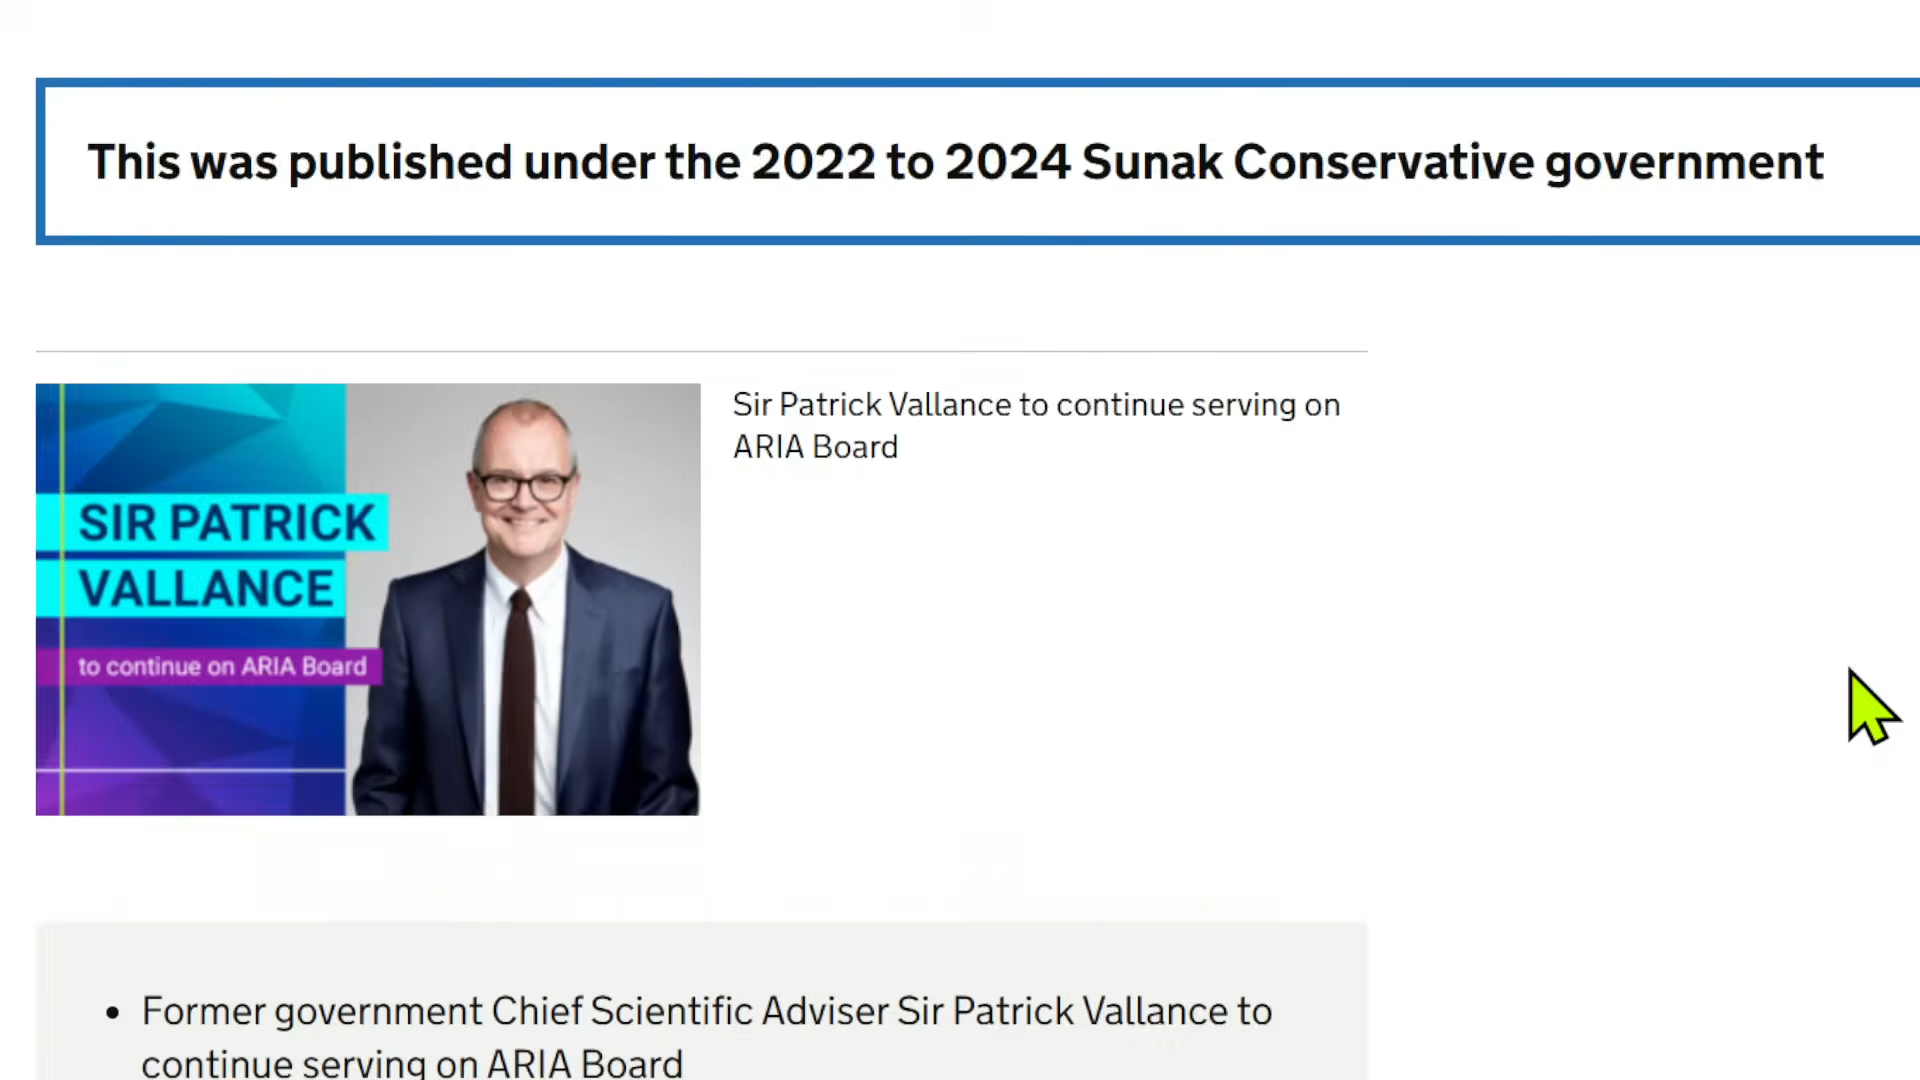 This was published under the 2022 to 2024 Sunak Conservative government
SIR PATRICK
VALLANCE
to continue on ARIA Board
Sir Patrick Vallance to continue serving on
ARIA Board
• Former government Chief Scientific Adviser Sir Patrick Vallance to
continue serving on ARIA Board